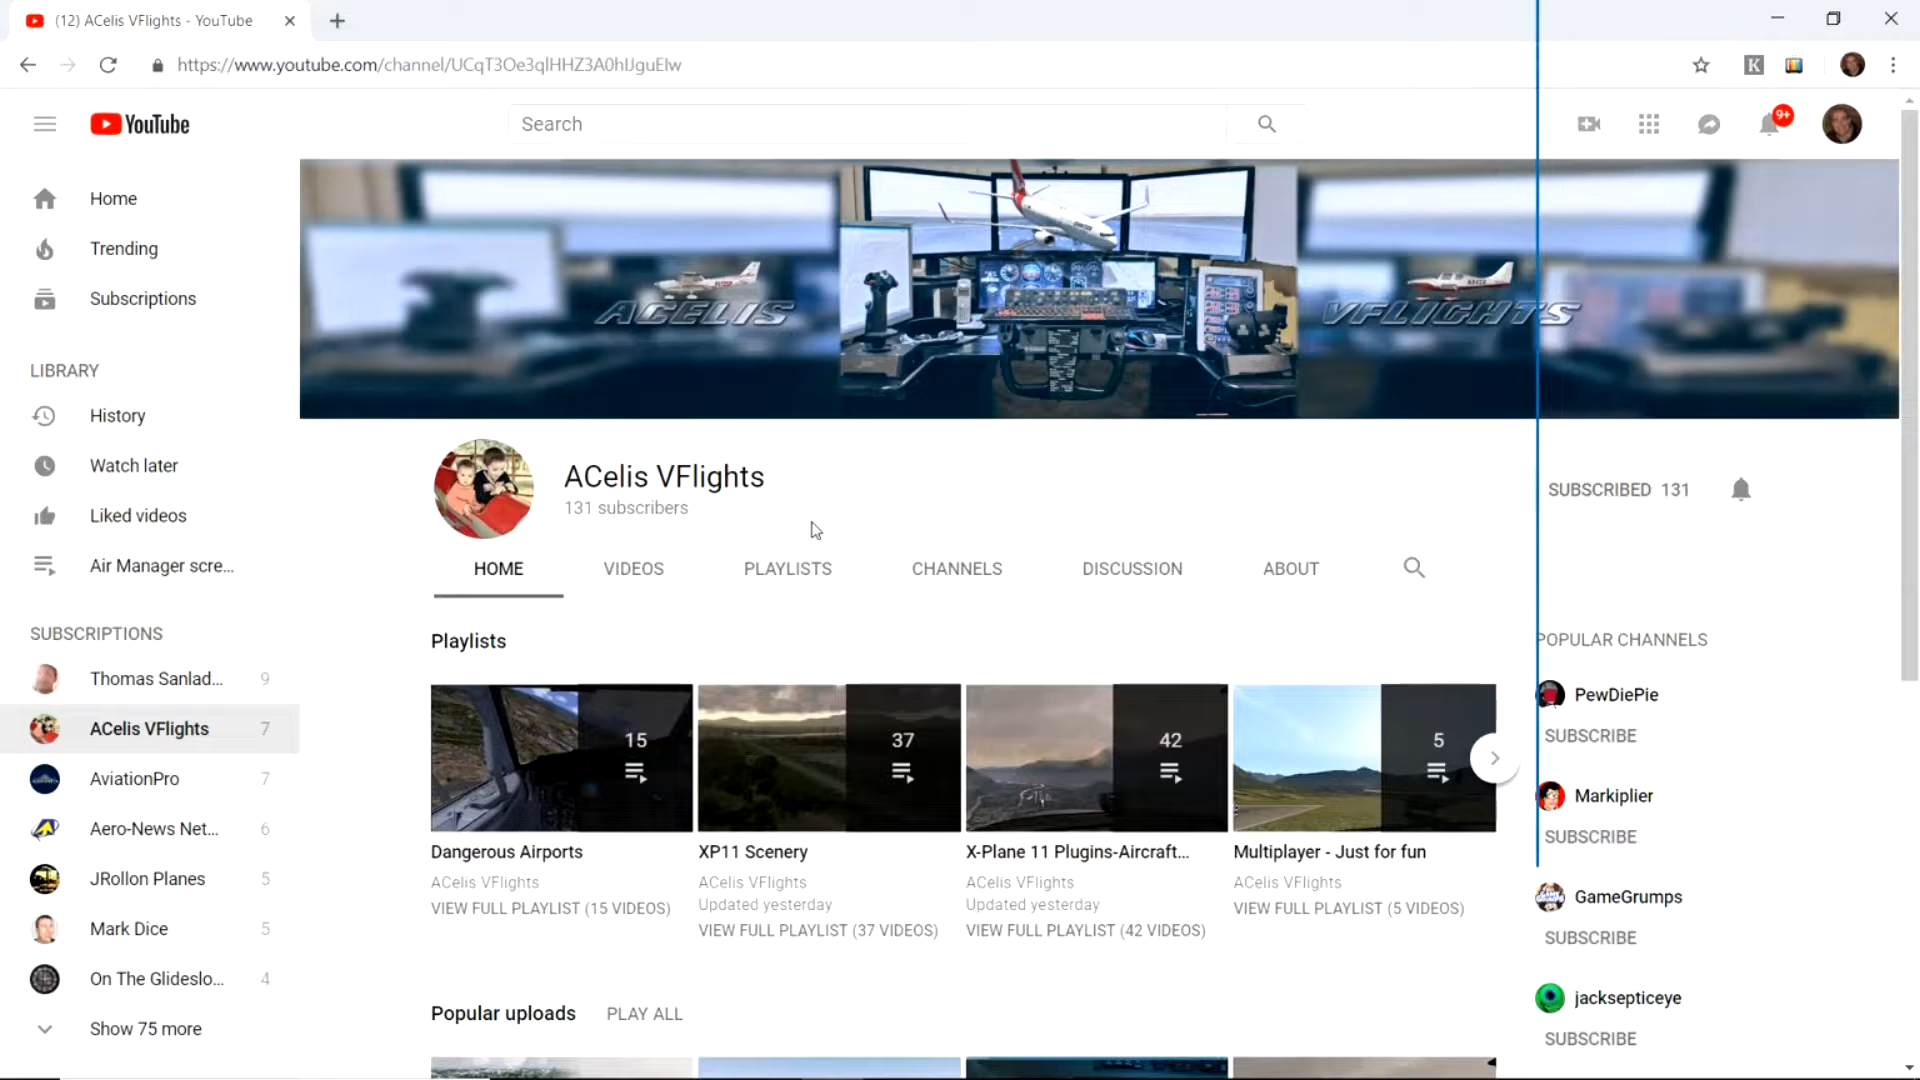 (12) ACelis VFlights - YouTube
YouTube
Search
9+
Home
Trending
Subscriptions
LIBRARY
History
Watch later
Liked videos
Air Manager scre...
SUBSCRIPTIONS
Thomas Sanlad... 9
ACelis VFlights 7
AviationPro 7
Aero-News Net... 6
JRollon Planes 5
Mark Dice 5
On The Glideslo... 4
Show 75 more
ACELIS VFLIGHTS
ACelis VFlights
131 subscribers
SUBSCRIBED 131
HOME VIDEOS PLAYLISTS CHANNELS DISCUSSION ABOUT
Playlists
15
Dangerous Airports
ACelis VFlights
VIEW FULL PLAYLIST (15 VIDEOS)
37
XP11 Scenery
ACelis VFlights
Updated yesterday
VIEW FULL PLAYLIST (37 VIDEOS)
42
X-Plane 11 Plugins-Aircraft...
ACelis VFlights
Updated yesterday
VIEW FULL PLAYLIST (42 VIDEOS)
5
Multiplayer - Just for fun
ACelis VFlights
VIEW FULL PLAYLIST (5 VIDEOS)
Popular uploads PLAY ALL
POPULAR CHANNELS
PewDiePie
SUBSCRIBE
Markiplier
SUBSCRIBE
GameGrumps
SUBSCRIBE
jacksepticeye
SUBSCRIBE